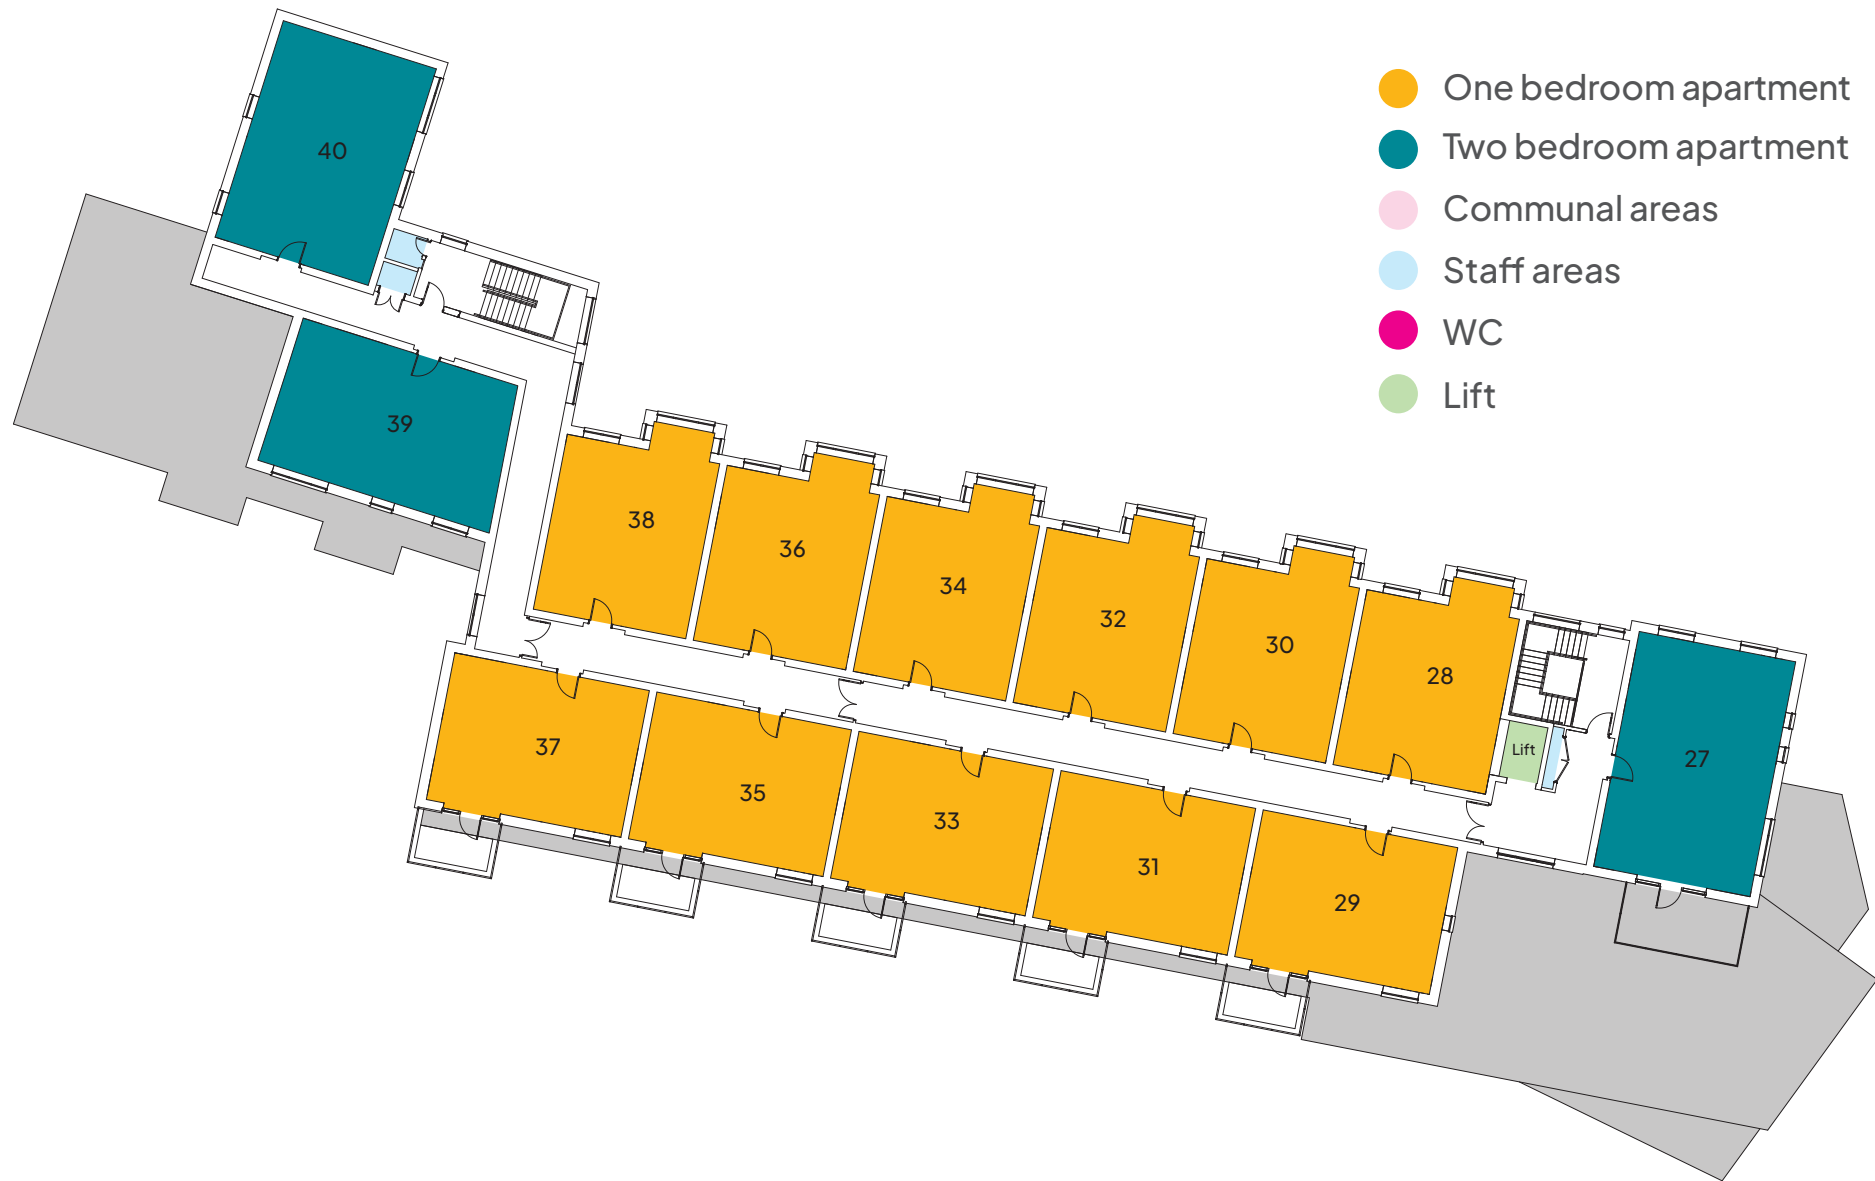 One bedroom apartment
Two bedroom apartment
Communal areas
Staff areas
WC
Lift
40
39
38
36
34
32
30
28
Lift
27
37
35
33
31
29